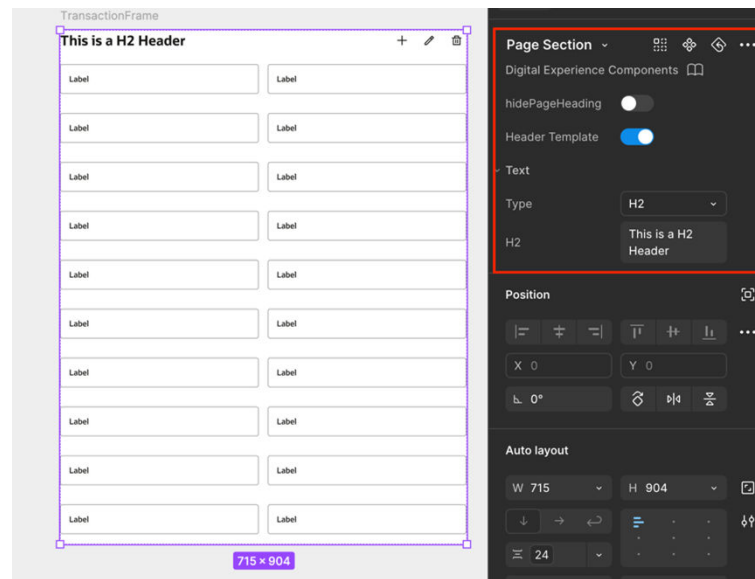 TransactionFrame
This is a H2 Header
Label Label
Label Label
Label Label
Label Label
Label Label
Label Label
Label Label
Label Label
Label Label
Label Label
715 × 904
Page Section
Digital Experience Components
hidePageHeading
Header Template
Text
Type H2
H2 This is a H2
Header
Position
X 0 Y 0
0°
Auto layout
W 715 H 904
24